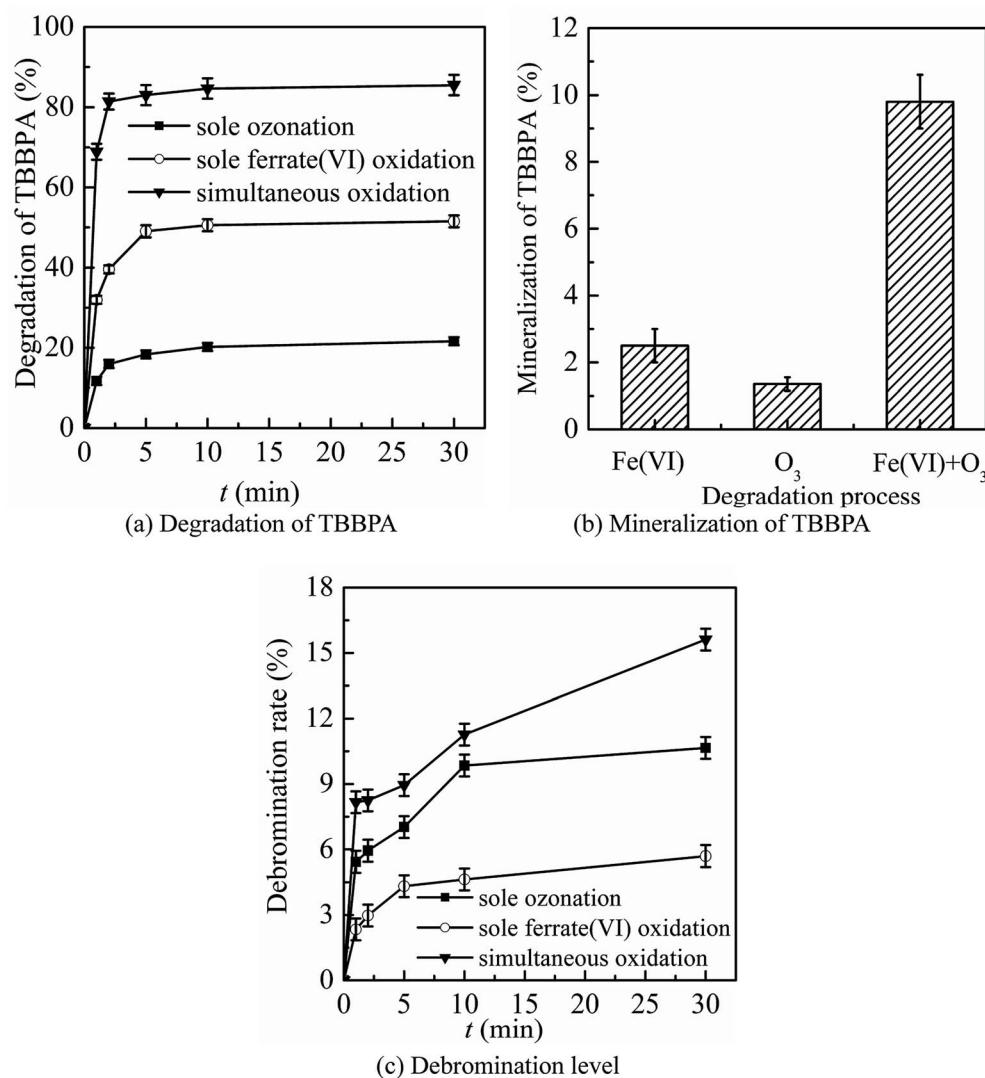 Degradation of TBBPA (%)
100
80
60
40
20
0
sole ozonation
sole ferrate(VI) oxidation
simultaneous oxidation
0 5 10 15 20 25 30
t (min)
(a) Degradation of TBBPA
Mineralization of TBBPA (%)
12
10
8
6
4
2
0
Fe(VI) O3 Fe(VI)+O3
Degradation process
(b) Mineralization of TBBPA
Debromination rate (%)
18
15
12
9
6
3
0
sole ozonation
sole ferrate(VI) oxidation
simultaneous oxidation
0 5 10 15 20 25 30
t (min)
(c) Debromination level